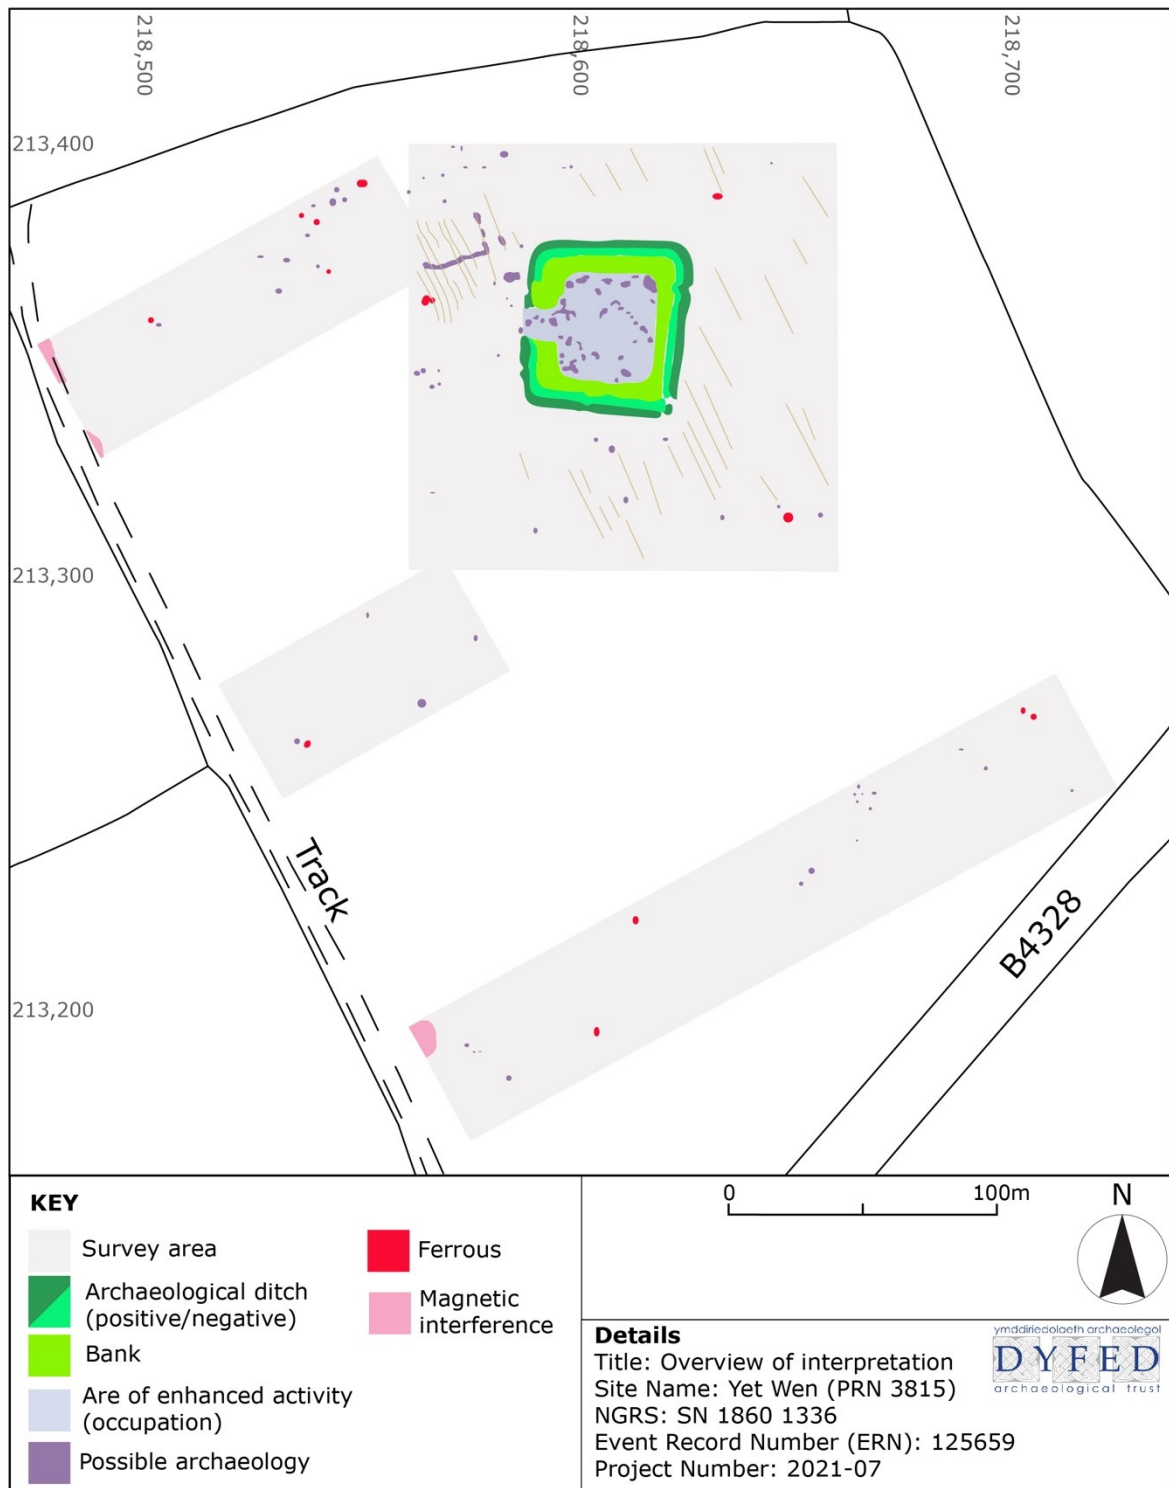 218,500
218,600
218,700
213,400
213,300
213,200
Track
B4328
KEY
Survey area
Archaeological ditch
(positive/negative)
Bank
Are of enhanced activity
(occupation)
Possible archaeology
Ferrous
Magnetic
interference
0 100m
N
Details
Title: Overview of interpretation
Site Name: Yet Wen (PRN 3815)
NGRS: SN 1860 1336
Event Record Number (ERN): 125659
Project Number: 2021-07
ymddiriedolaeth archaeolegol
DYFED
archaeological trust